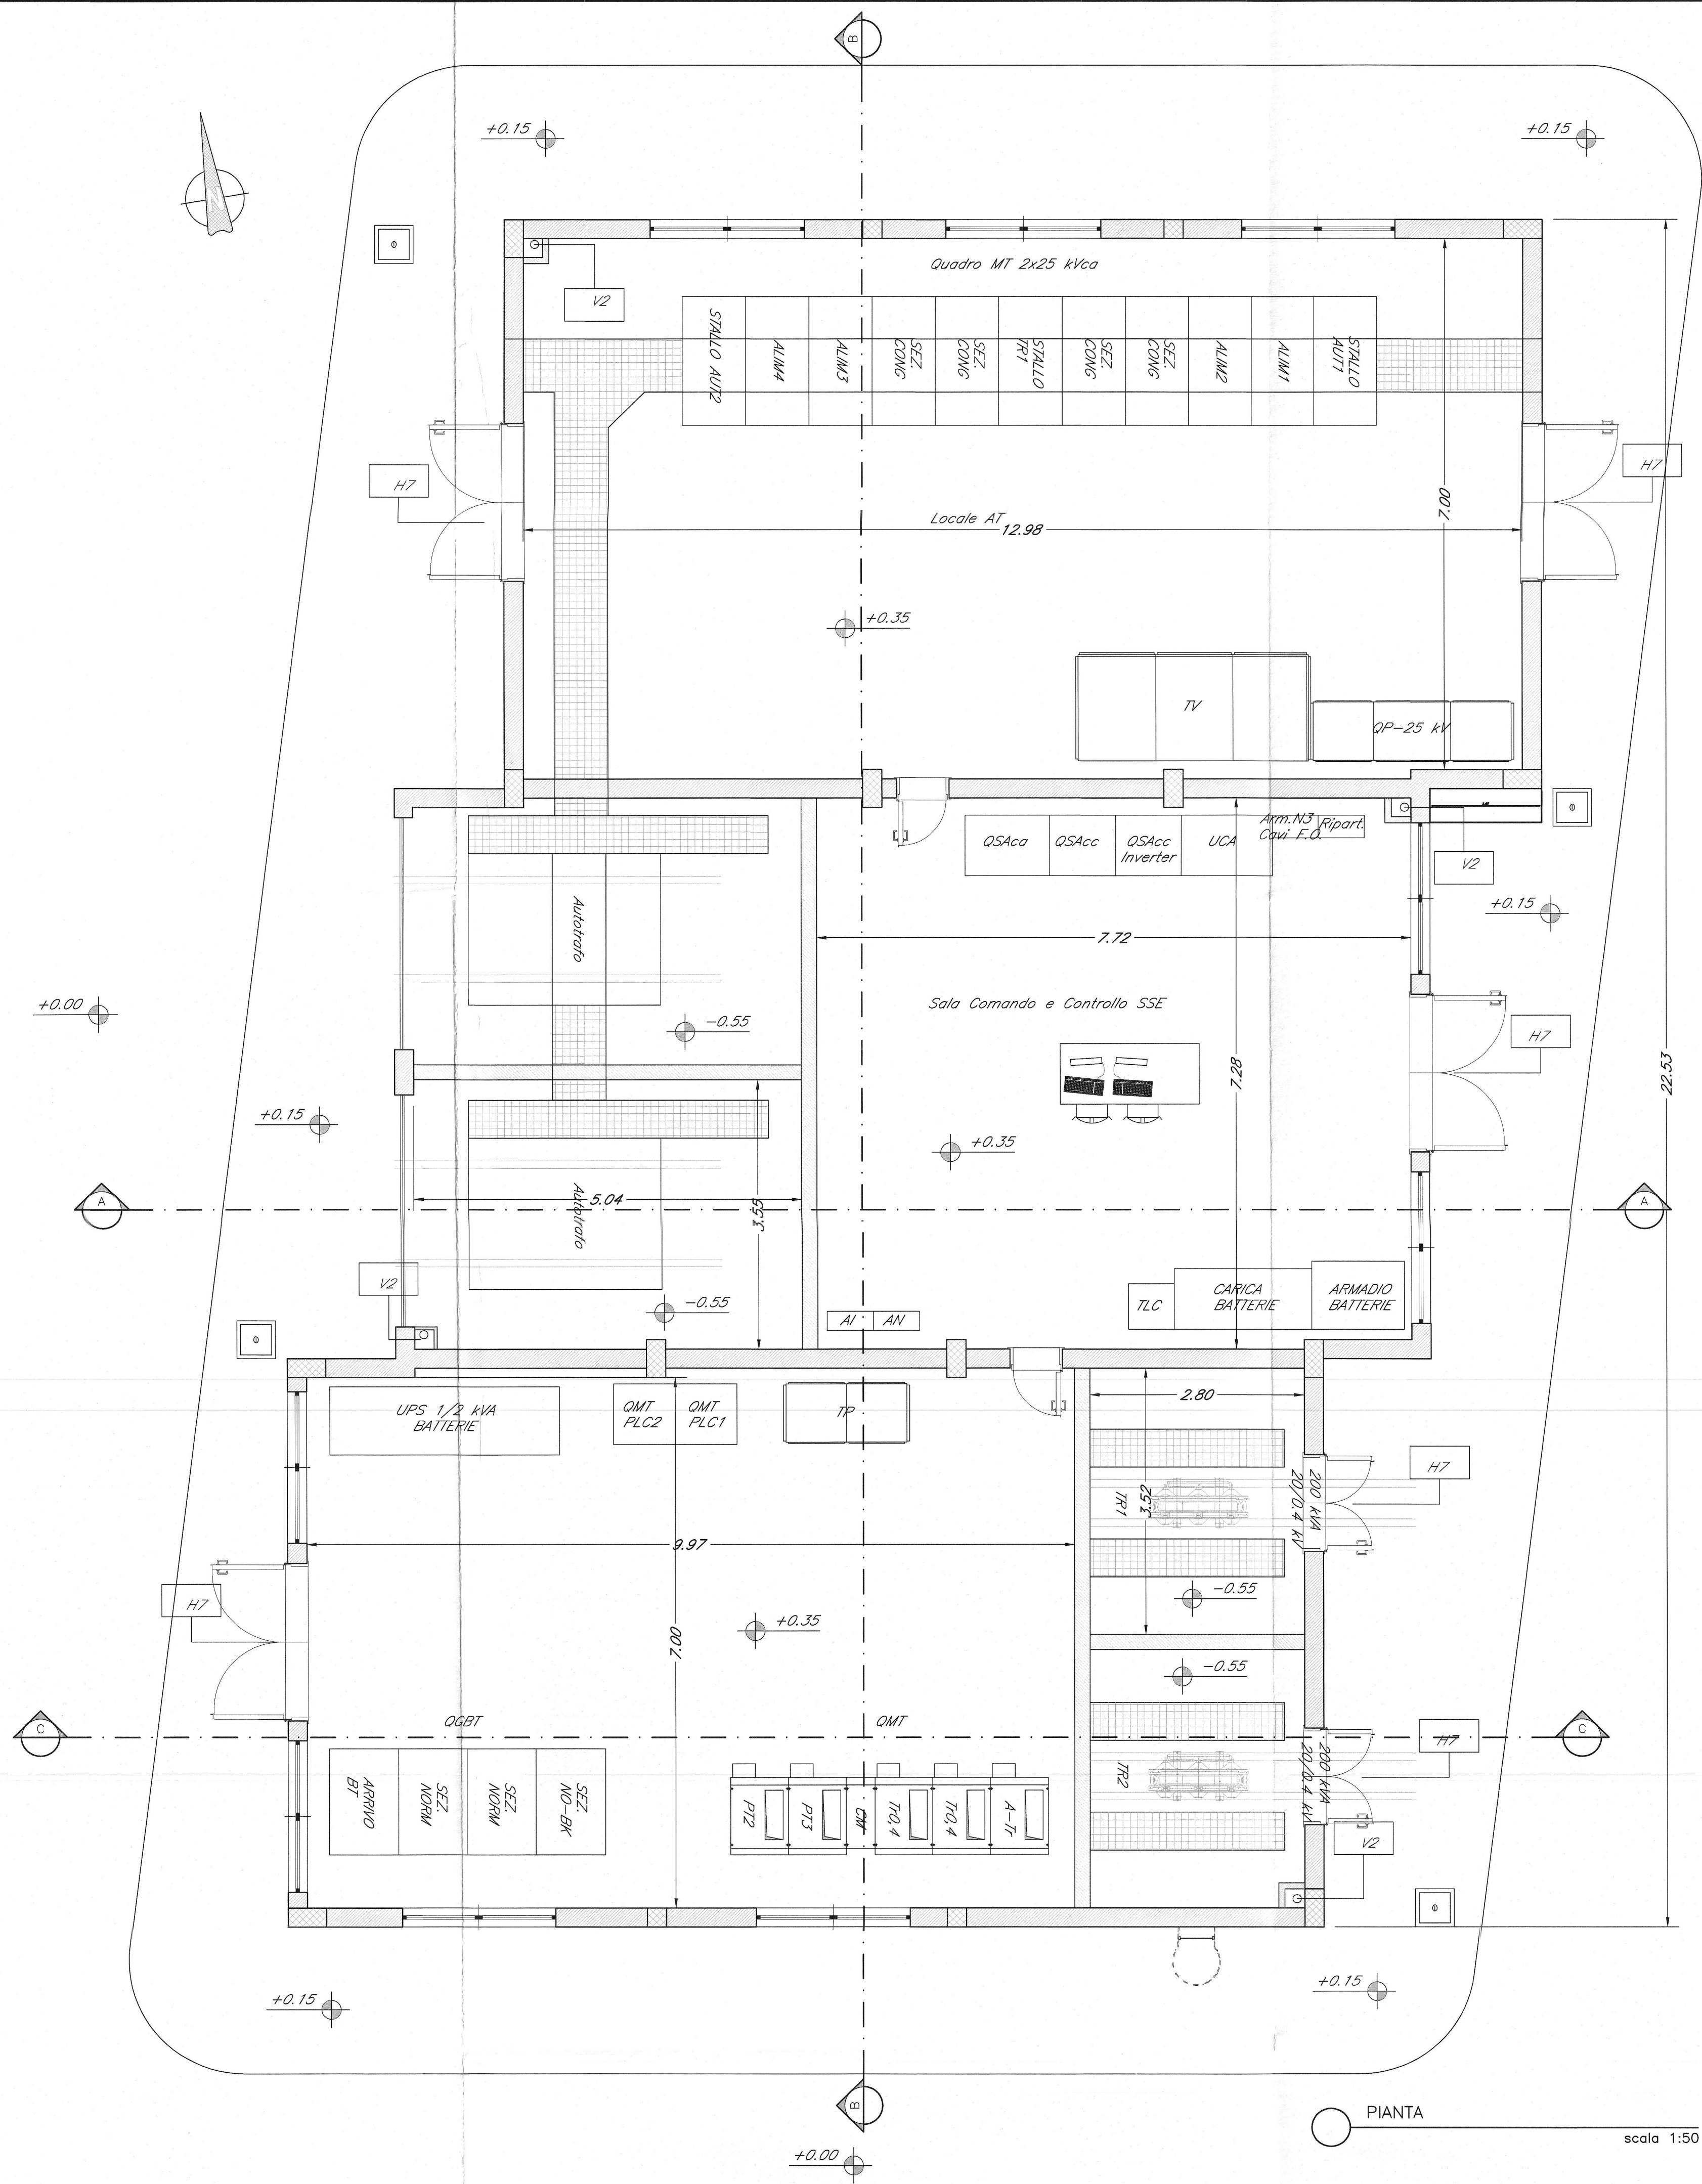 B
+0.15
+0.15
N
Quadro MT 2x25 kVca
V2
STALLO AUT2
ALIM4
ALIM3
SEZ.
CONG
SEZ.
CONG
STALLO
TR1
SEZ.
CONG
SEZ.
CONG
ALIM2
ALIM1
STALLO
AUT1
H7
H7
7.00
Locale AT
12.98
+0.35
TV
QP-25 kV
QSAca
QSAcc
QSAcc
Inverter
UCA
Arm.N3
Cavi F.O.
Ripart.
V2
Autotrafo
+0.15
7.72
+0.00
-0.55
Sala Comando e Controllo SSE
H7
7.28
22.53
+0.15
+0.35
A
A
Autotrafo
5.04
3.55
V2
-0.55
AI
AN
TLC
CARICA
BATTERIE
ARMADIO
BATTERIE
UPS 1/2 kVA
BATTERIE
QMT
PLC2
QMT
PLC1
TP
2.80
H7
TR1
3.52
200 kVA
20/0.4 kV
9.97
H7
-0.55
+0.35
7.00
-0.55
C
QGBT
QMT
C
H7
TR2
200 kVA
20/0.4 kV
ARRIVO
BT
SEZ.
NORM
SEZ.
NORM
SEZ.
NO-BK
PT2
PT3
CM
Tr0,4
Tr0,4
A-Tr
V2
+0.15
+0.15
B
PIANTA
scala 1:50
+0.00